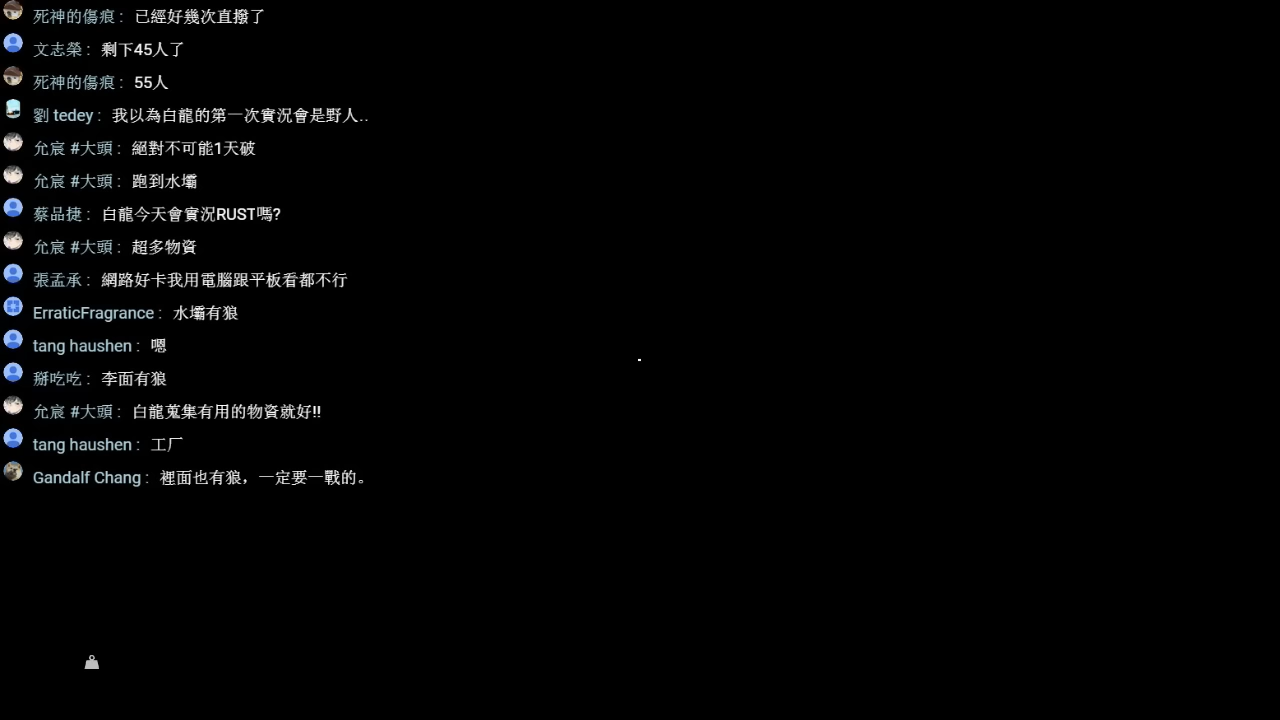 死神的傷痕： 已經好幾次直撥了
文志榮： 剩下45人了
死神的傷痕： 55人
劉 tedey： 我以為白龍的第一次實況會是野人..
允宸 #大頭： 絕對不可能1天破
允宸 #大頭： 跑到水壩
蔡品捷： 白龍今天會實況RUST嗎?
允宸 #大頭： 超多物資
張孟承： 網路好卡我用電腦跟平板看都不行
ErraticFragrance： 水壩有狼
tang haushen： 嗯
掰吃吃： 李面有狼
允宸 #大頭： 白龍蒐集有用的物資就好!!
tang haushen： 工厂
Gandalf Chang： 裡面也有狼，一定要一戰的。